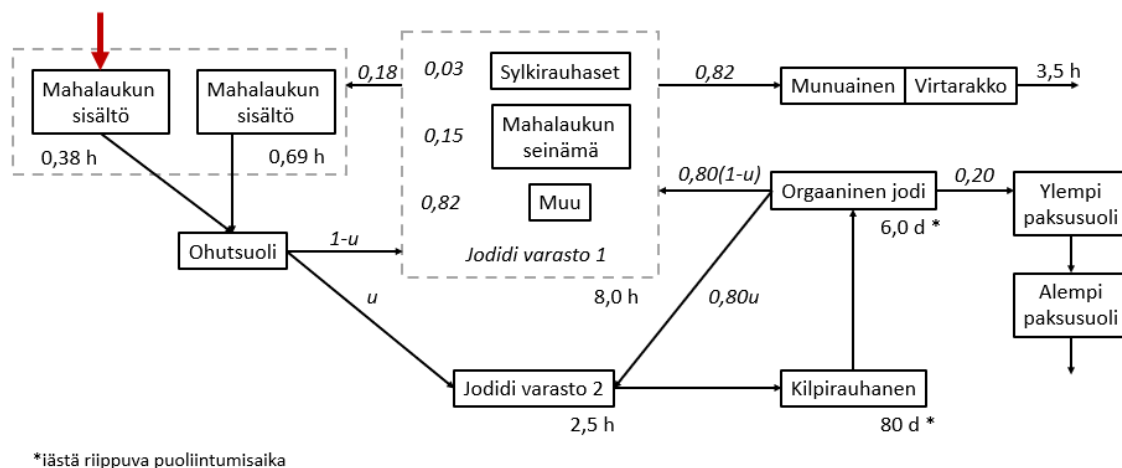 0,18
0,03
Sylkirauhaset
0,82
3,5 h
Mahalaukun
sisältö
Mahalaukun
sisältö
Munuainen
Virtarakko
0,15
Mahalaukun
seinämä
0,38 h
0,69 h
0,80(1-u)
Orgaaninen jodi
0,20
Ylempi
paksusuoli
0,82
Muu
6,0 d *
Ohutsuoli
1-u
Jodidi varasto 1
8,0 h
u
0,80u
Alempi
paksusuoli
Jodidi varasto 2
Kilpirauhanen
2,5 h
80 d *
*iästä riippuva puoliintumisaika